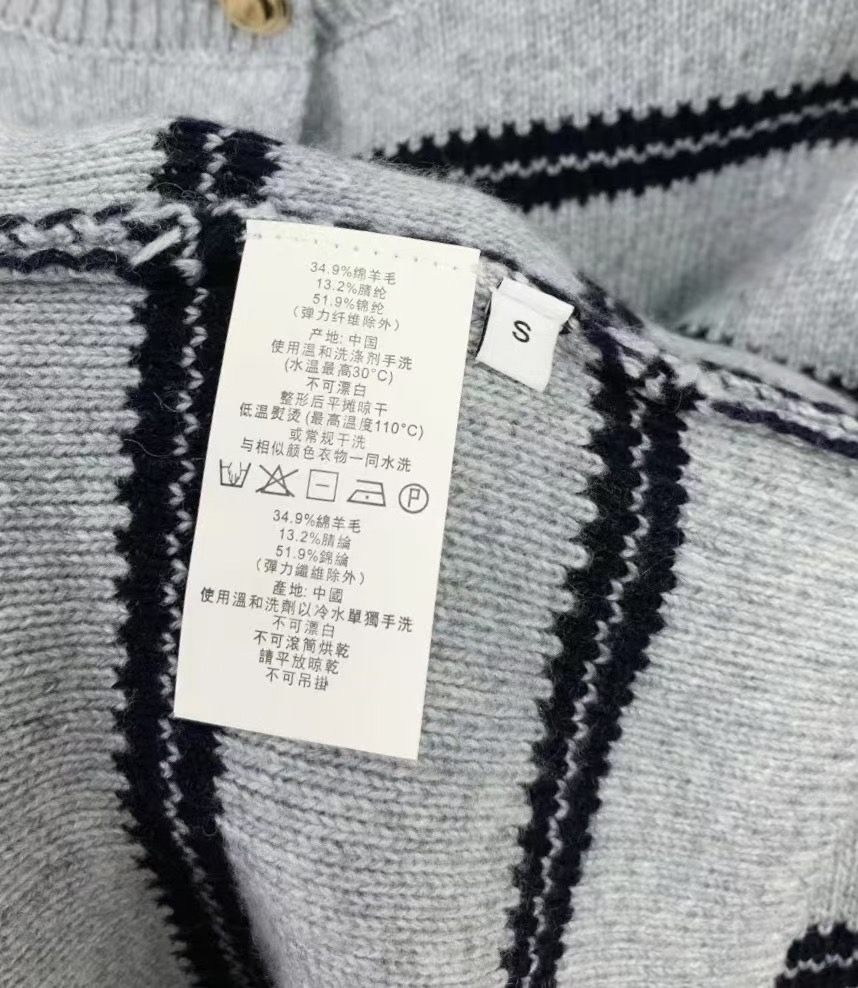 34.9%绵羊毛
13.2%腈纶
51.9%锦纶
（弹力纤维除外）
产地: 中国
使用温和洗涤剂手洗
(水温最高30°C)
不可漂白
整形后平摊晾干
低温熨烫 (最高温度110°C)
或常规干洗
与相似颜色衣物一同水洗
P
34.9%綿羊毛
13.2%腈綸
51.9%錦綸
（弹力纖維除外）
產地: 中國
使用溫和洗劑以冷水單獨手洗
不可漂白
不可滾筒烘乾
請平放晾乾
不可吊掛
S